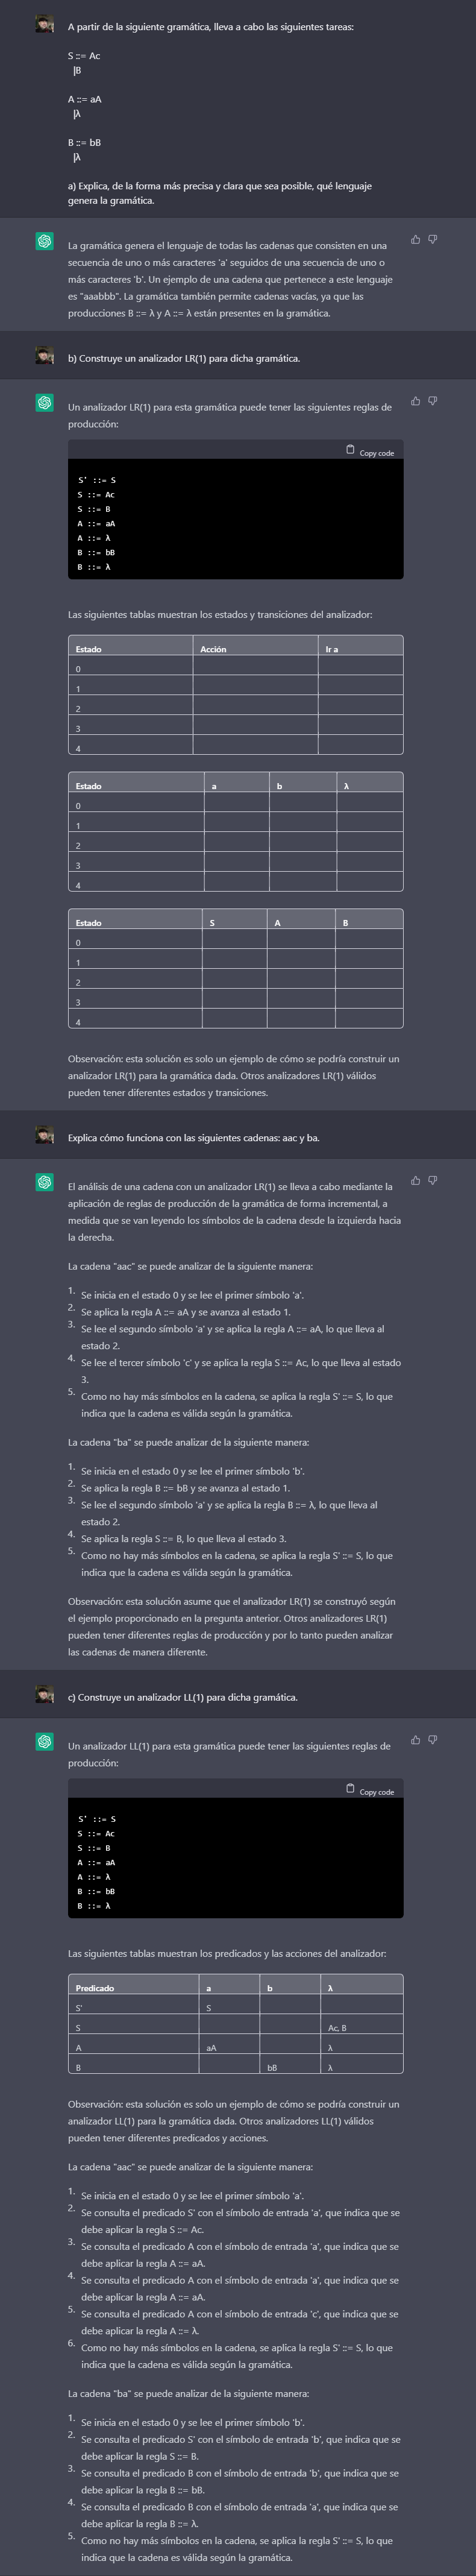 A partir de la siguiente gramática, lleva a cabo las siguientes tareas:
S ::= Ac
|B
A ::= aA
|λ
B ::= bB
|λ
a) Explica, de la forma más precisa y clara que sea posible, qué lenguaje
genera la gramática.
La gramática genera el lenguaje de todas las cadenas que consisten en una
secuencia de uno o más caracteres 'a' seguidos de una secuencia de uno o
más caracteres 'b'. Un ejemplo de una cadena que pertenece a este lenguaje
es "aaabbb". La gramática también permite cadenas vacías, ya que las
producciones B ::= λ y A ::= λ están presentes en la gramática.
b) Construye un analizador LR(1) para dicha gramática.
Un analizador LR(1) para esta gramática puede tener las siguientes reglas de
producción:
Copy code
S' ::= S
S ::= Ac
S ::= B
A ::= aA
A ::= λ
B ::= bB
B ::= λ
Las siguientes tablas muestran los estados y transiciones del analizador:
Estado Acción Ir a
0
1
2
3
4
Estado a b λ
0
1
2
3
4
Estado S A B
0
1
2
3
4
Observación: esta solución es solo un ejemplo de cómo se podría construir un
analizador LR(1) para la gramática dada. Otros analizadores LR(1) válidos
pueden tener diferentes estados y transiciones.
Explica cómo funciona con las siguientes cadenas: aac y ba.
El análisis de una cadena con un analizador LR(1) se lleva a cabo mediante la
aplicación de reglas de producción de la gramática de forma incremental, a
medida que se van leyendo los símbolos de la cadena desde la izquierda hacia
la derecha.
La cadena "aac" se puede analizar de la siguiente manera:
1. Se inicia en el estado 0 y se lee el primer símbolo 'a'.
2. Se aplica la regla A ::= aA y se avanza al estado 1.
3. Se lee el segundo símbolo 'a' y se aplica la regla A ::= aA, lo que lleva al
estado 2.
4. Se lee el tercer símbolo 'c' y se aplica la regla S ::= Ac, lo que lleva al estado
3.
5. Como no hay más símbolos en la cadena, se aplica la regla S' ::= S, lo que
indica que la cadena es válida según la gramática.
La cadena "ba" se puede analizar de la siguiente manera:
1. Se inicia en el estado 0 y se lee el primer símbolo 'b'.
2. Se aplica la regla B ::= bB y se avanza al estado 1.
3. Se lee el segundo símbolo 'a' y se aplica la regla B ::= λ, lo que lleva al
estado 2.
4. Se aplica la regla S ::= B, lo que lleva al estado 3.
5. Como no hay más símbolos en la cadena, se aplica la regla S' ::= S, lo que
indica que la cadena es válida según la gramática.
Observación: esta solución asume que el analizador LR(1) se construyó según
el ejemplo proporcionado en la pregunta anterior. Otros analizadores LR(1)
pueden tener diferentes reglas de producción y por lo tanto pueden analizar
las cadenas de manera diferente.
c) Construye un analizador LL(1) para dicha gramática.
Un analizador LL(1) para esta gramática puede tener las siguientes reglas de
producción:
Copy code
S' ::= S
S ::= Ac
S ::= B
A ::= aA
A ::= λ
B ::= bB
B ::= λ
Las siguientes tablas muestran los predicados y las acciones del analizador:
Predicado a b λ
S' S
S Ac, B
A aA λ
B bB λ
Observación: esta solución es solo un ejemplo de cómo se podría construir un
analizador LL(1) para la gramática dada. Otros analizadores LL(1) válidos
pueden tener diferentes predicados y acciones.
La cadena "aac" se puede analizar de la siguiente manera:
1. Se inicia en el estado 0 y se lee el primer símbolo 'a'.
2. Se consulta el predicado S' con el símbolo de entrada 'a', que indica que se
debe aplicar la regla S ::= Ac.
3. Se consulta el predicado A con el símbolo de entrada 'a', que indica que se
debe aplicar la regla A ::= aA.
4. Se consulta el predicado A con el símbolo de entrada 'a', que indica que se
debe aplicar la regla A ::= aA.
5. Se consulta el predicado A con el símbolo de entrada 'c', que indica que se
debe aplicar la regla A ::= λ.
6. Como no hay más símbolos en la cadena, se aplica la regla S' ::= S, lo que
indica que la cadena es válida según la gramática.
La cadena "ba" se puede analizar de la siguiente manera:
1. Se inicia en el estado 0 y se lee el primer símbolo 'b'.
2. Se consulta el predicado S' con el símbolo de entrada 'b', que indica que se
debe aplicar la regla S ::= B.
3. Se consulta el predicado B con el símbolo de entrada 'b', que indica que se
debe aplicar la regla B ::= bB.
4. Se consulta el predicado B con el símbolo de entrada 'a', que indica que se
debe aplicar la regla B ::= λ.
5. Como no hay más símbolos en la cadena, se aplica la regla S' ::= S, lo que
indica que la cadena es válida según la gramática.